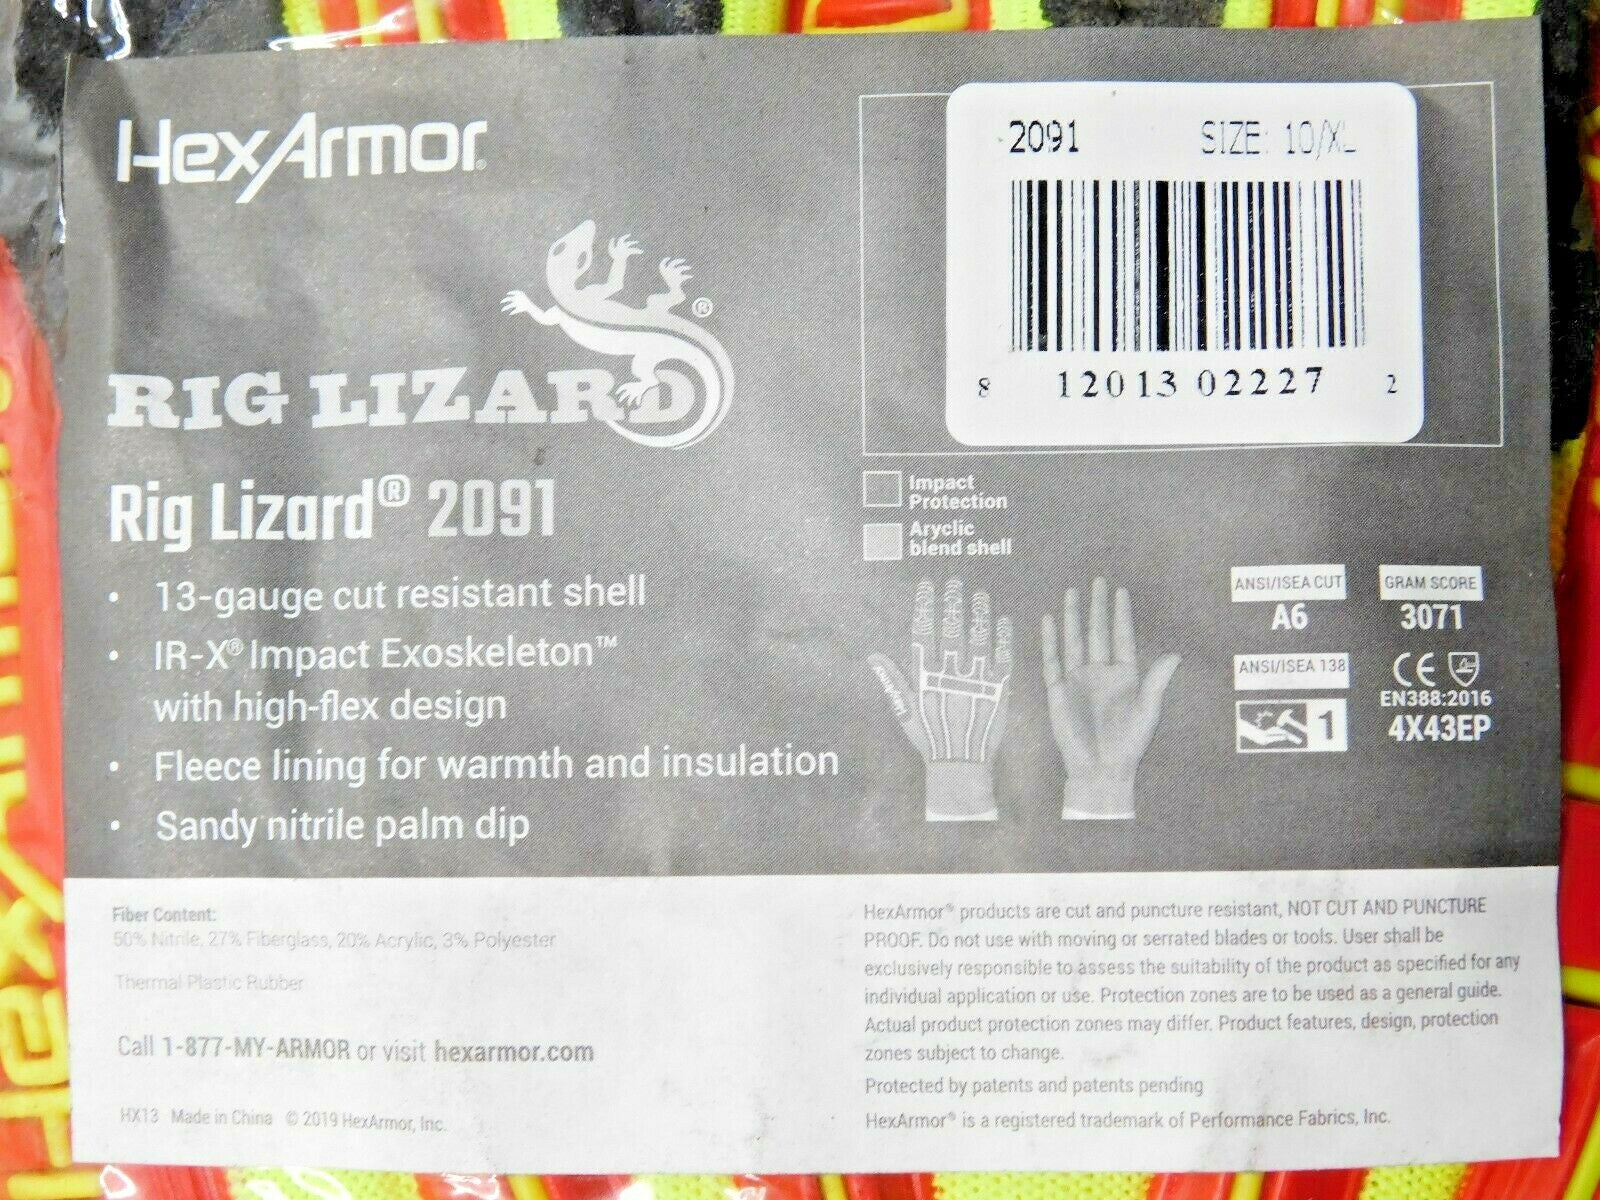 HexArmor®
RIG LIZARD®
Rig Lizard® 2091
• 13-gauge cut resistant shell
• IR-X® Impact Exoskeleton™
with high-flex design
• Fleece lining for warmth and insulation
• Sandy nitrile palm dip
2091 SIZE: 10/XL
8 12013 02227 2
Impact
Protection
Aryclic
blend shell
HexArmor
ANSI/ISEA CUT
A6
GRAM SCORE
3071
ANSI/ISEA 138
1
CE
EN388:2016
4X43EP
Fiber Content:
50% Nitrile, 27% Fiberglass, 20% Acrylic, 3% Polyester
Thermal Plastic Rubber
Call 1-877-MY-ARMOR or visit hexarmor.com
HX13 Made in China © 2019 HexArmor, Inc.
HexArmor® products are cut and puncture resistant, NOT CUT AND PUNCTURE
PROOF. Do not use with moving or serrated blades or tools. User shall be
exclusively responsible to assess the suitability of the product as specified for any
individual application or use. Protection zones are to be used as a general guide.
Actual product protection zones may differ. Product features, design, protection
zones subject to change.
Protected by patents and patents pending
HexArmor® is a registered trademark of Performance Fabrics, Inc.